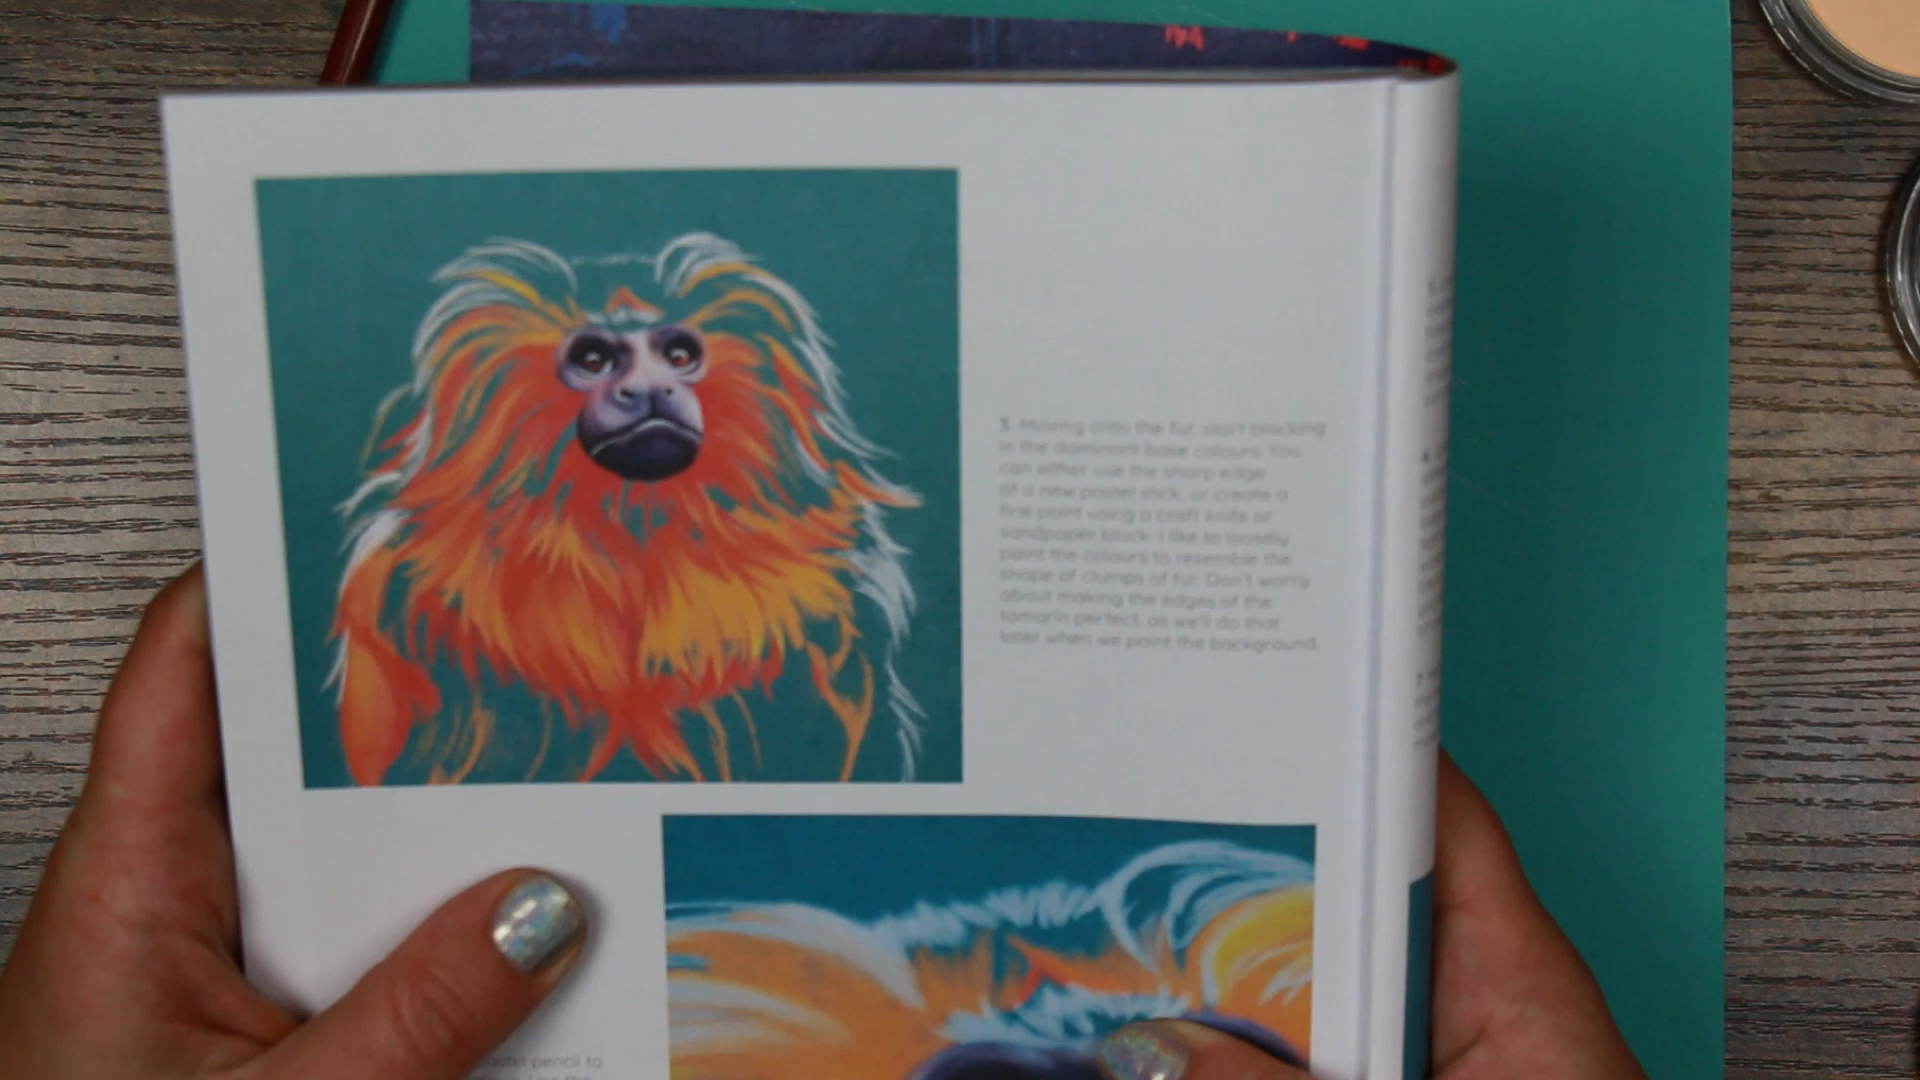 3. Moving onto the fur, start blocking
in the dominant base colours. You
can either use the sharp edge
of a new pastel stick, or create a
fine point using a craft knife or
sandpaper block. I like to loosely
paint the colours to resemble the
shape of clumps of fur. Don't worry
about making the edges of the
tamarin perfect, as we'll do that
later when we paint the background.
pastel pencil to